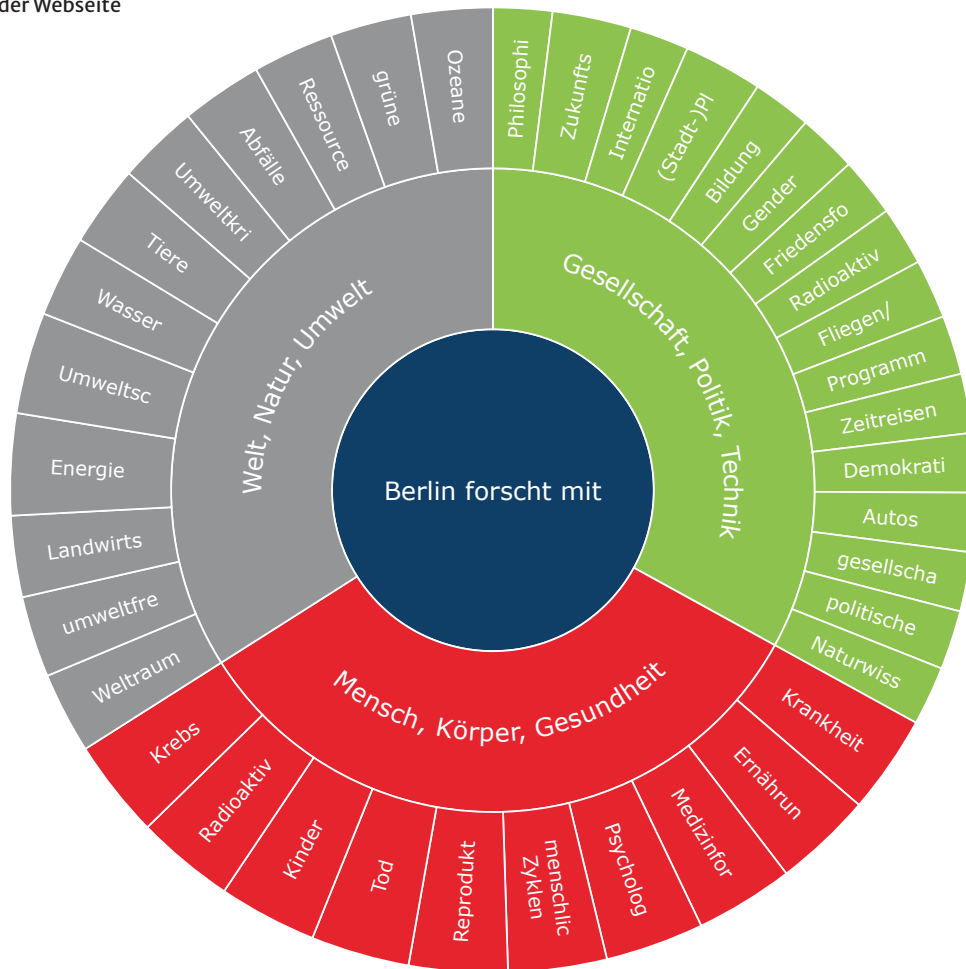 der Webseite
Berlin forscht mit
Gesellschaft, Politik, Technik
Philosophi
Zukunfts
Internatio
(Stadt-)Pl
Bildung
Gender
Friedensfo
Radioaktiv
Fliegen/
Programm
Zeitreisen
Demokrati
Autos
gesellscha
politische
Naturwiss
Mensch, Körper, Gesundheit
Krankheit
Ernährun
Medizinfor
Psycholog
menschlic
Zyklen
Reprodukt
Tod
Kinder
Radioaktiv
Krebs
Welt, Natur, Umwelt
Weltraum
umweltfre
Landwirts
Energie
Umweltsc
Wasser
Tiere
Umweltkri
Abfälle
Ressource
grüne
Ozeane